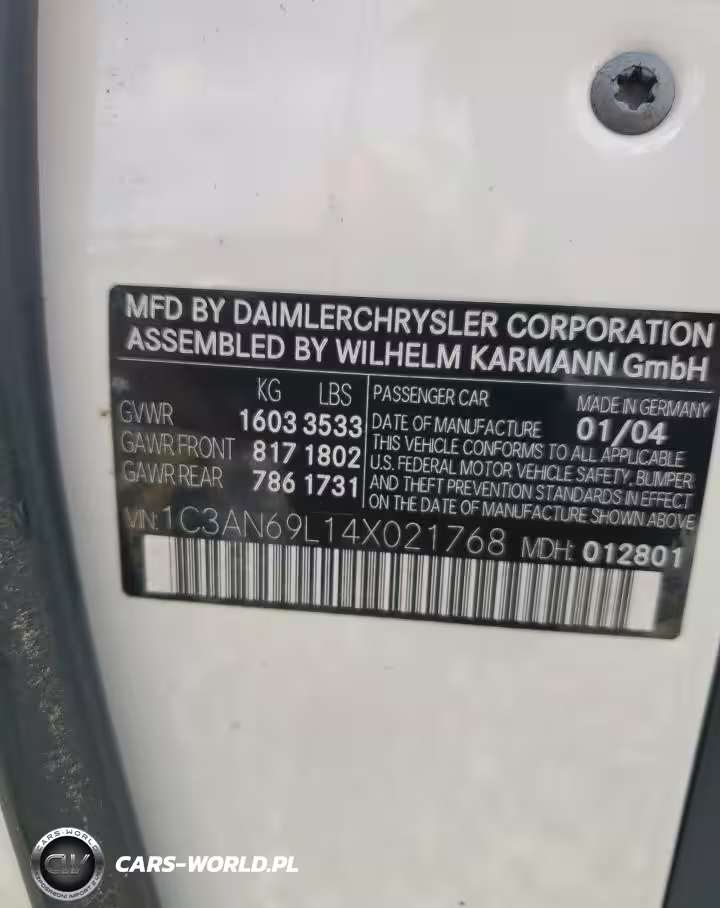 MFD BY DAIMLERCHRYSLER CORPORATION
ASSEMBLED BY WILHELM KARMANN GmbH
KG LBS
GVWR 1603 3533
GAWR FRONT 817 1802
GAWR REAR 786 1731
PASSENGER CAR MADE IN GERMANY
DATE OF MANUFACTURE 01/04
THIS VEHICLE CONFORMS TO ALL APPLICABLE
U.S. FEDERAL MOTOR VEHICLE SAFETY, BUMPER
AND THEFT PREVENTION STANDARDS IN EFFECT
ON THE DATE OF MANUFACTURE SHOWN ABOVE
VIN: 1C3AN69L14X021768 MDH: 012801
CARS-WORLD
CW
CARS-WORLD.PL